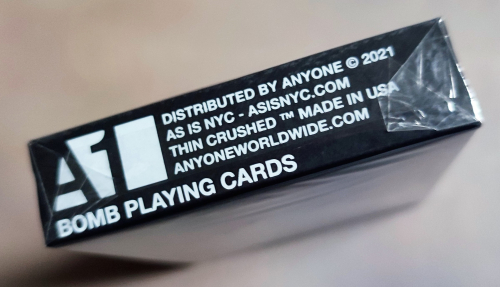 A1
DISTRIBUTED BY ANYONE © 2021
AS IS NYC - ASISNYC.COM
THIN CRUSHED ™ MADE IN USA
ANYONEWORLDWIDE.COM
BOMB PLAYING CARDS